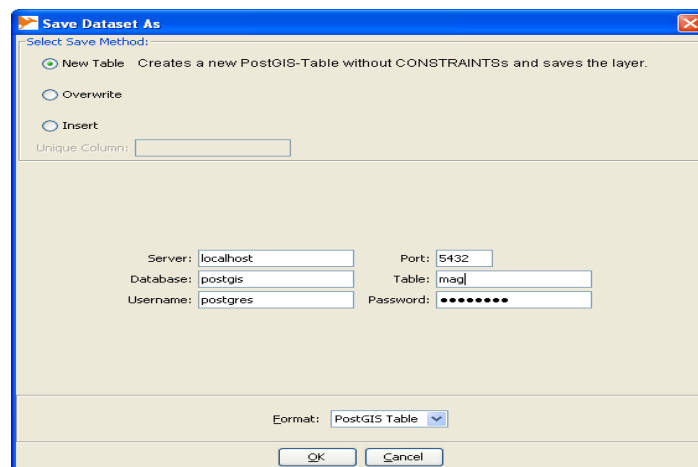 Save Dataset As
Select Save Method:
New Table Creates a new PostGIS-Table without CONSTRAINTSs and saves the layer.
Overwrite
Insert
Unique Column:
Server: localhost Port: 5432
Database: postgis Table: mag
Username: postgres Password: ●●●●●●●●
Format: PostGIS Table
OK Cancel